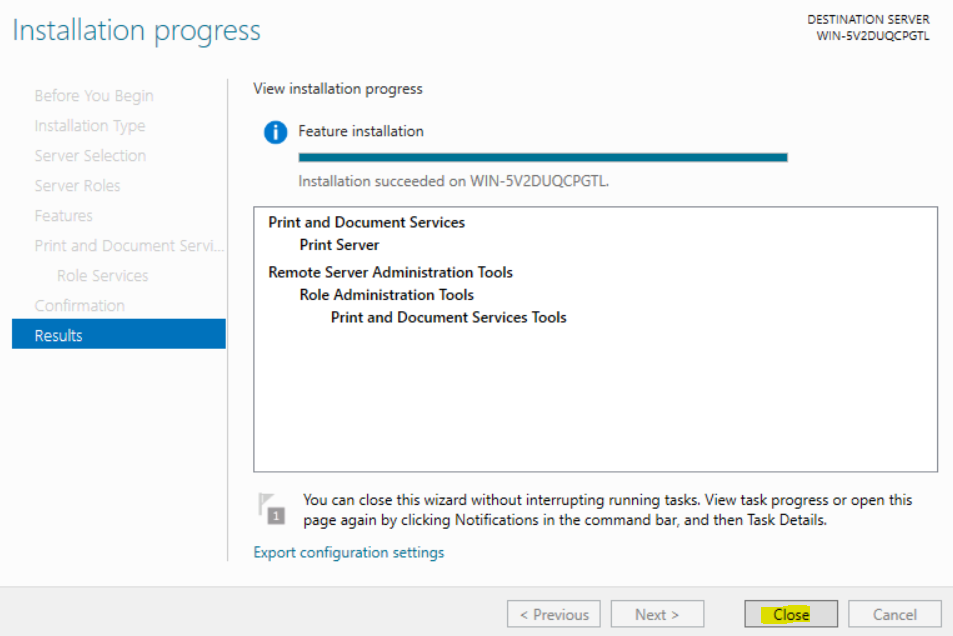 Installation progress
DESTINATION SERVER
WIN-5V2DUQCPGTL
Before You Begin
Installation Type
Server Selection
Server Roles
Features
Print and Document Servi...
Role Services
Confirmation
Results
View installation progress
Feature installation
Installation succeeded on WIN-5V2DUQCPGTL.
Print and Document Services
Print Server
Remote Server Administration Tools
Role Administration Tools
Print and Document Services Tools
1
You can close this wizard without interrupting running tasks. View task progress or open this
page again by clicking Notifications in the command bar, and then Task Details.
Export configuration settings
< Previous
Next >
Close
Cancel